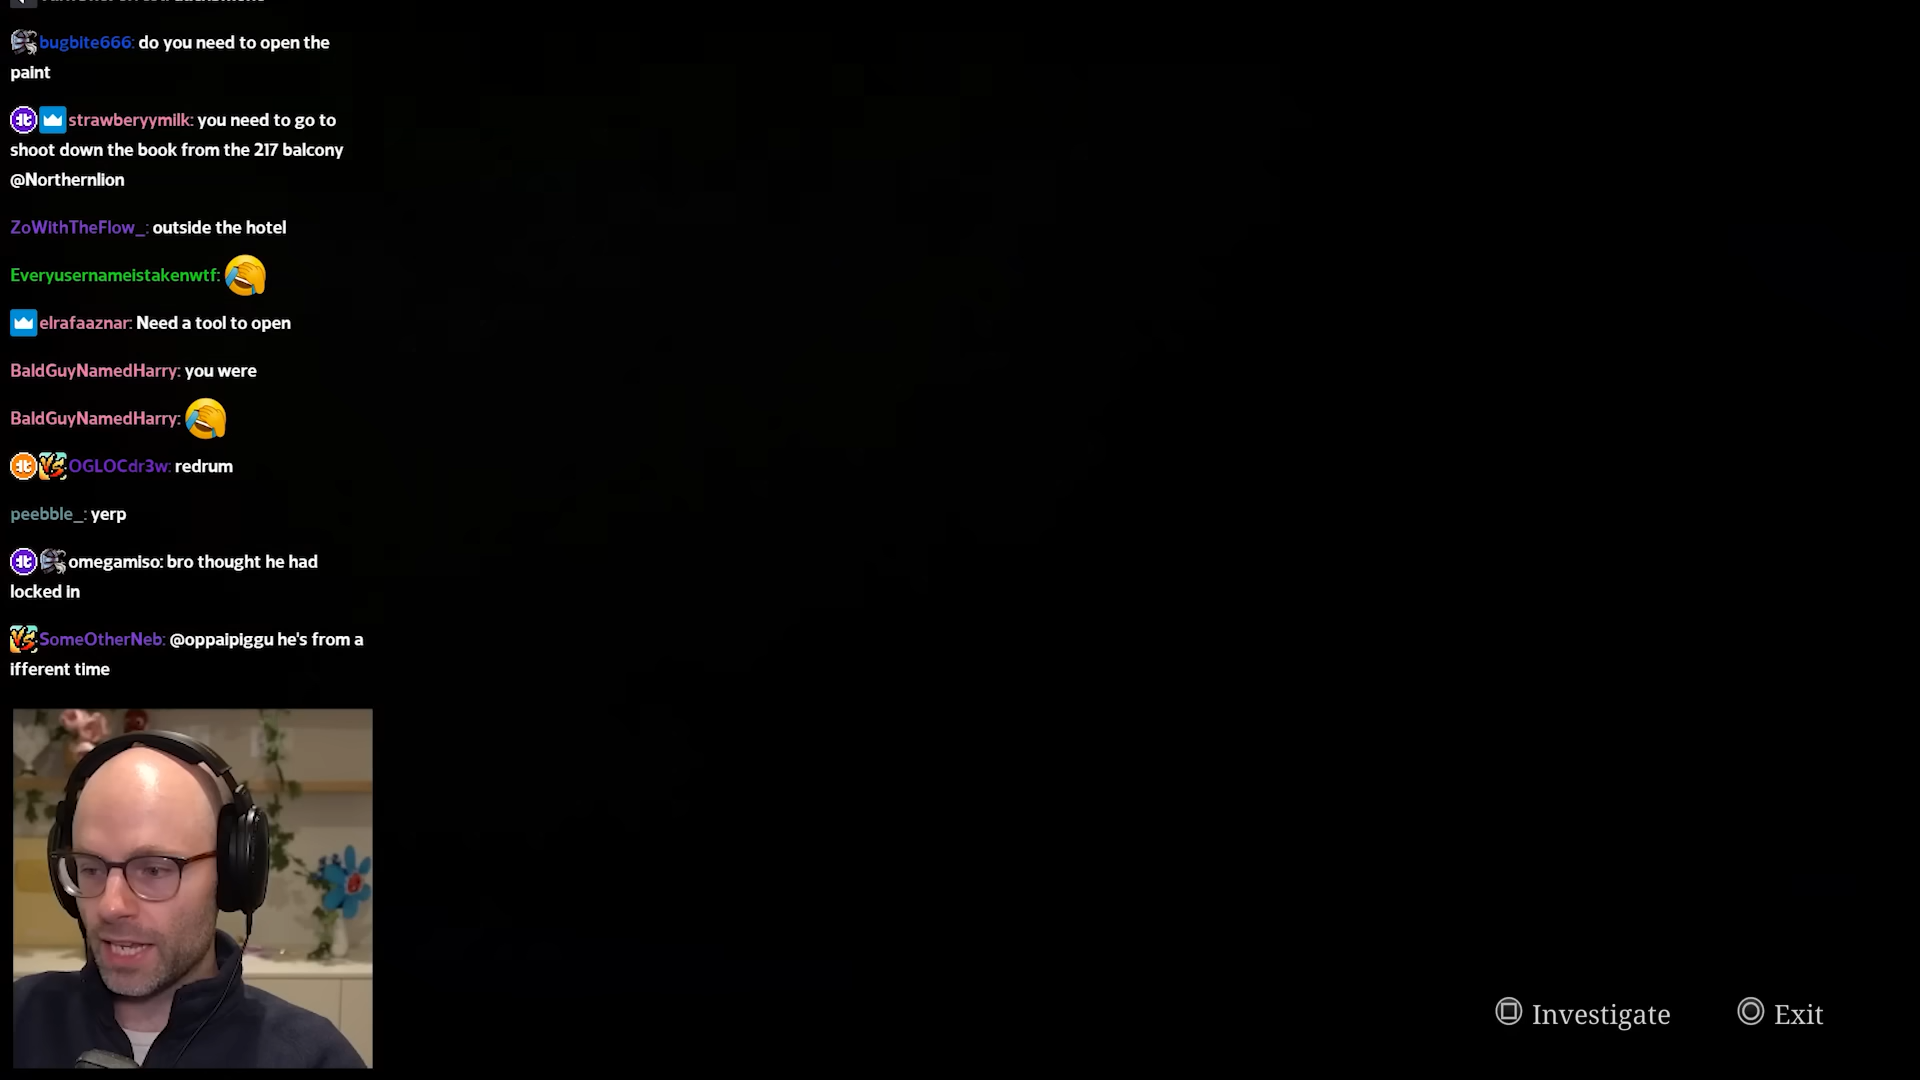 bugbite666: do you need to open the
paint
strawberyymilk: you need to go to
shoot down the book from the 217 balcony
@Northernlion
ZoWithTheFlow_: outside the hotel
Everyusernameistakenwtf:
elrafaaznar: Need a tool to open
BaldGuyNamedHarry: you were
BaldGuyNamedHarry:
OGLOCdr3w: redrum
peebble_: yerp
omegamiso: bro thought he had
locked in
SomeOtherNeb: @oppaipiggu he's from a
ifferent time
Investigate Exit